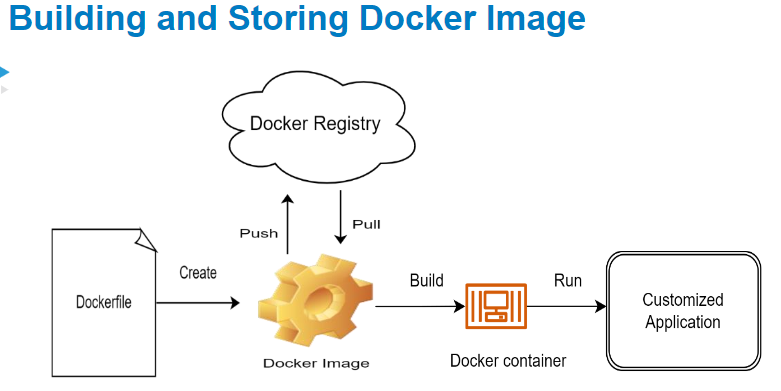 Building and Storing Docker Image
Docker Registry
Push
Pull
Dockerfile
Create
Docker Image
Build
Docker container
Run
Customized
Application